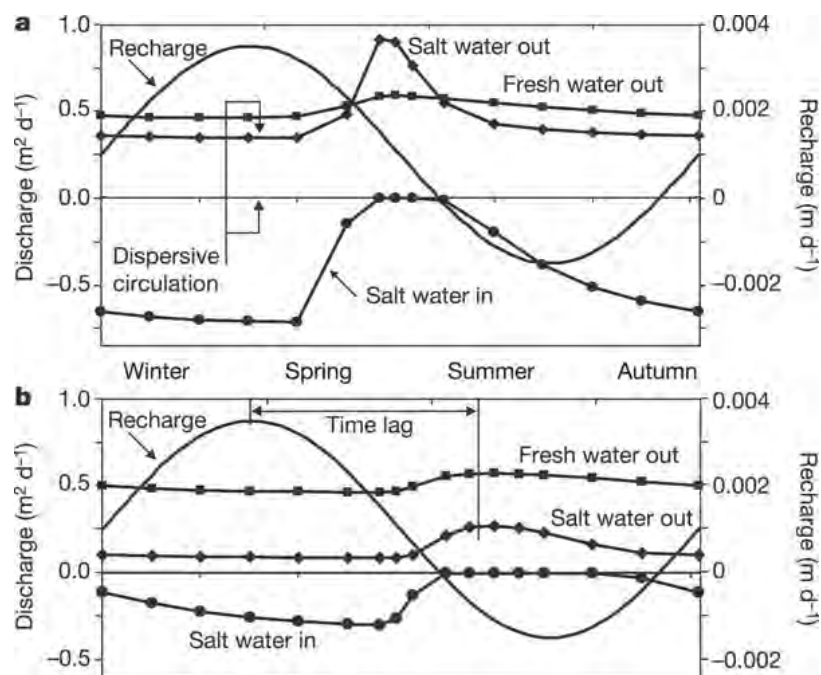 a
1.0
0.5
0.0
−0.5
Discharge (m² d⁻¹)
Recharge
Salt water out
Fresh water out
Dispersive
circulation
Salt water in
0.004
0.002
0
−0.002
Recharge (m d⁻¹)
Winter Spring Summer Autumn
b
1.0
0.5
0.0
−0.5
Discharge (m² d⁻¹)
Recharge
Time lag
Fresh water out
Salt water out
Salt water in
0.004
0.002
0
−0.002
Recharge (m d⁻¹)